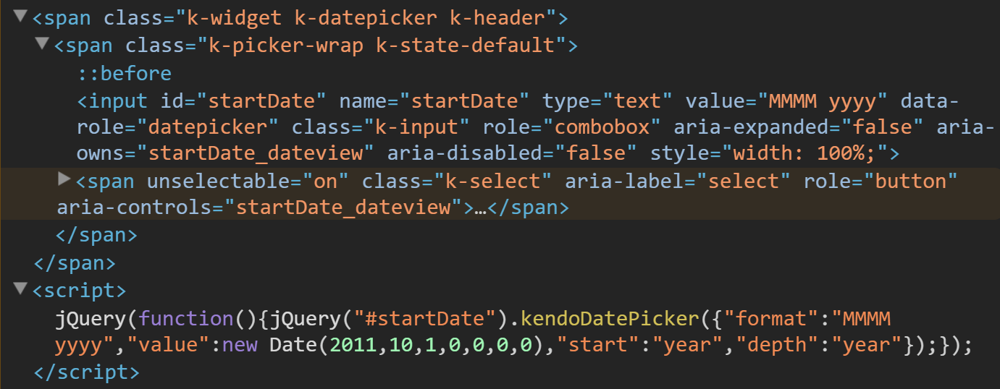 <span class="k-widget k-datepicker k-header">
<span class="k-picker-wrap k-state-default">
::before
<input id="startDate" name="startDate" type="text" value="MMMM yyyy" data-
role="datepicker" class="k-input" role="combobox" aria-expanded="false" aria-
owns="startDate_dateview" aria-disabled="false" style="width: 100%;">
<span unselectable="on" class="k-select" aria-label="select" role="button"
aria-controls="startDate_dateview">…</span>
</span>
</span>
<script>
jQuery(function(){jQuery("#startDate").kendoDatePicker({"format":"MMMM
yyyy","value":new Date(2011,10,1,0,0,0,0),"start":"year","depth":"year"});});
</script>